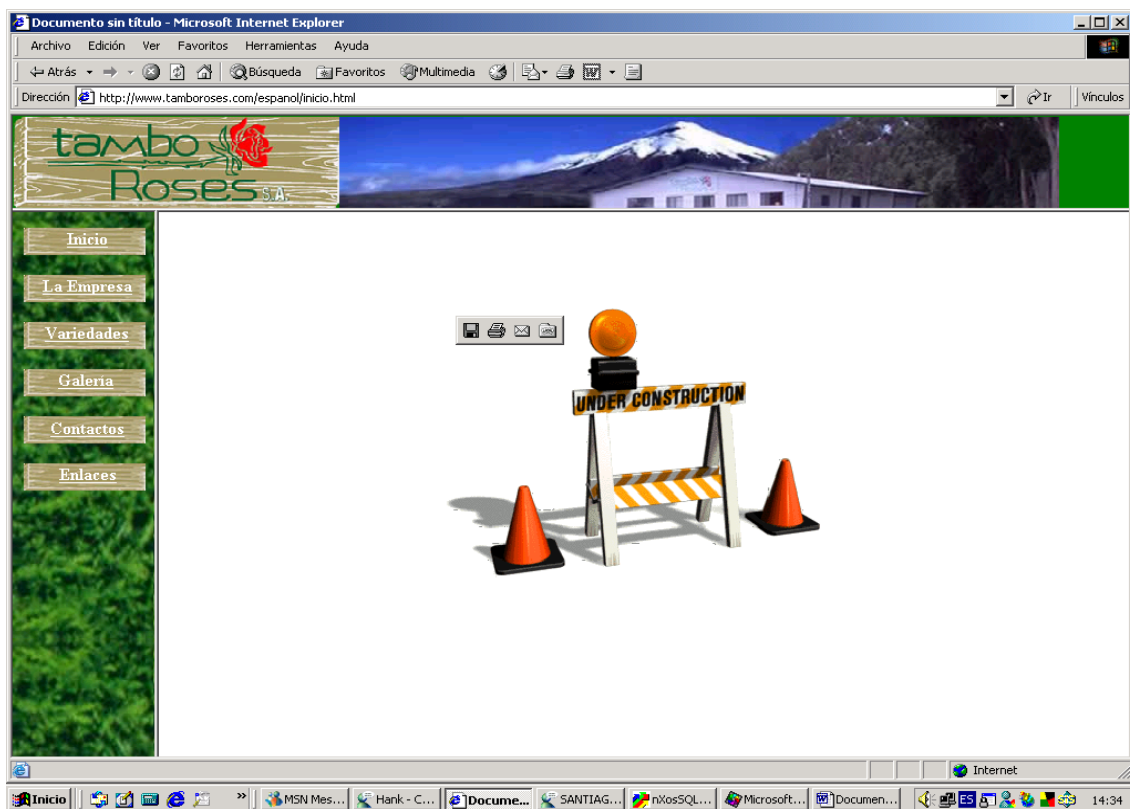 Documento sin título - Microsoft Internet Explorer
Archivo Edición Ver Favoritos Herramientas Ayuda
Atrás Búsqueda Favoritos Multimedia
Dirección http://www.tamboroses.com/espanol/inicio.html Ir Vínculos
tambo
Roses S.A.
Inicio
La Empresa
Variedades
Galería
Contactos
Enlaces
UNDER CONSTRUCTION
Internet
Inicio » MSN Mes... Hank - C... Docume... SANTIAG... nXosSQL... Microsoft... Documen... ES 14:34